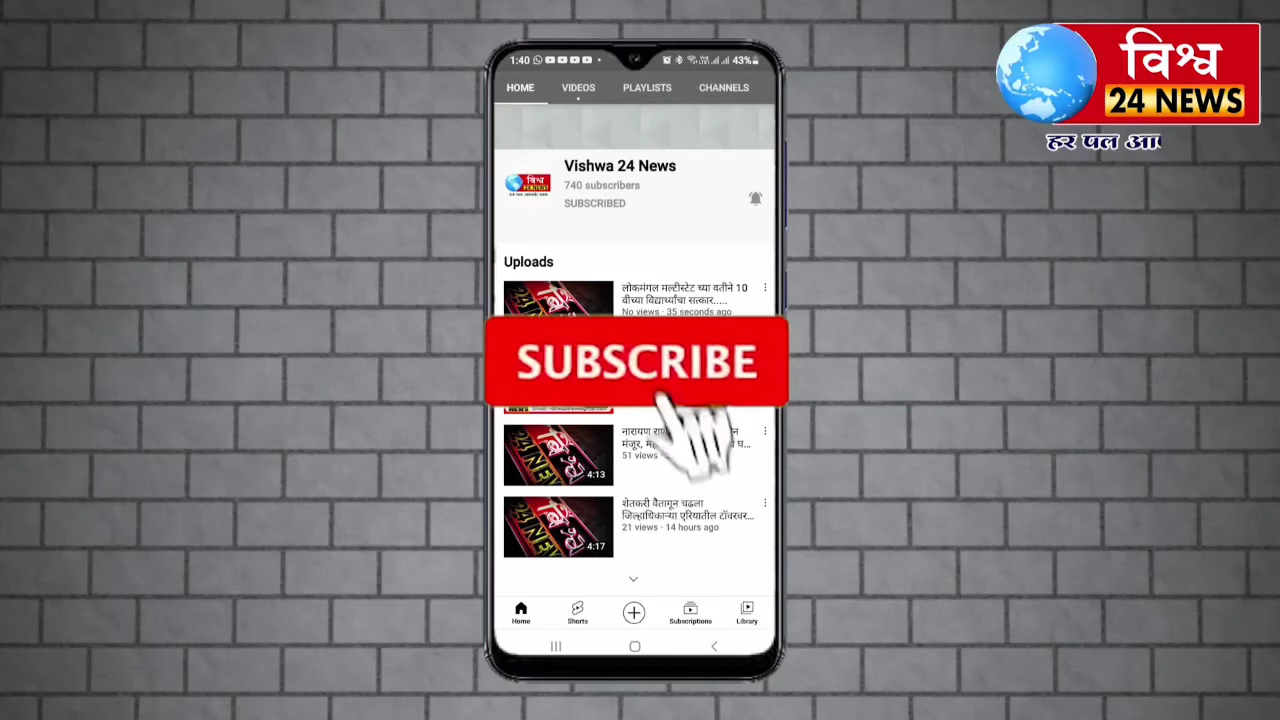 विश्व
24 NEWS
हर पल
1:40
43%
HOME VIDEOS PLAYLISTS CHANNELS
Vishwa 24 News
740 subscribers
SUBSCRIBED
Uploads
लोकमंगल मल्टीस्टेट च्या वतीने 10
वीच्या विद्यार्थ्यांचा सत्कार.....
No views · 35 seconds ago
SUBSCRIBE
नारायण
मंजूर,
51 views
4:13
शेतकरी वैतागून चढला
जिल्हाधिकाऱ्या एरियातील टॉवरवर...
21 views · 14 hours ago
4:17
Home Shorts Subscriptions Library